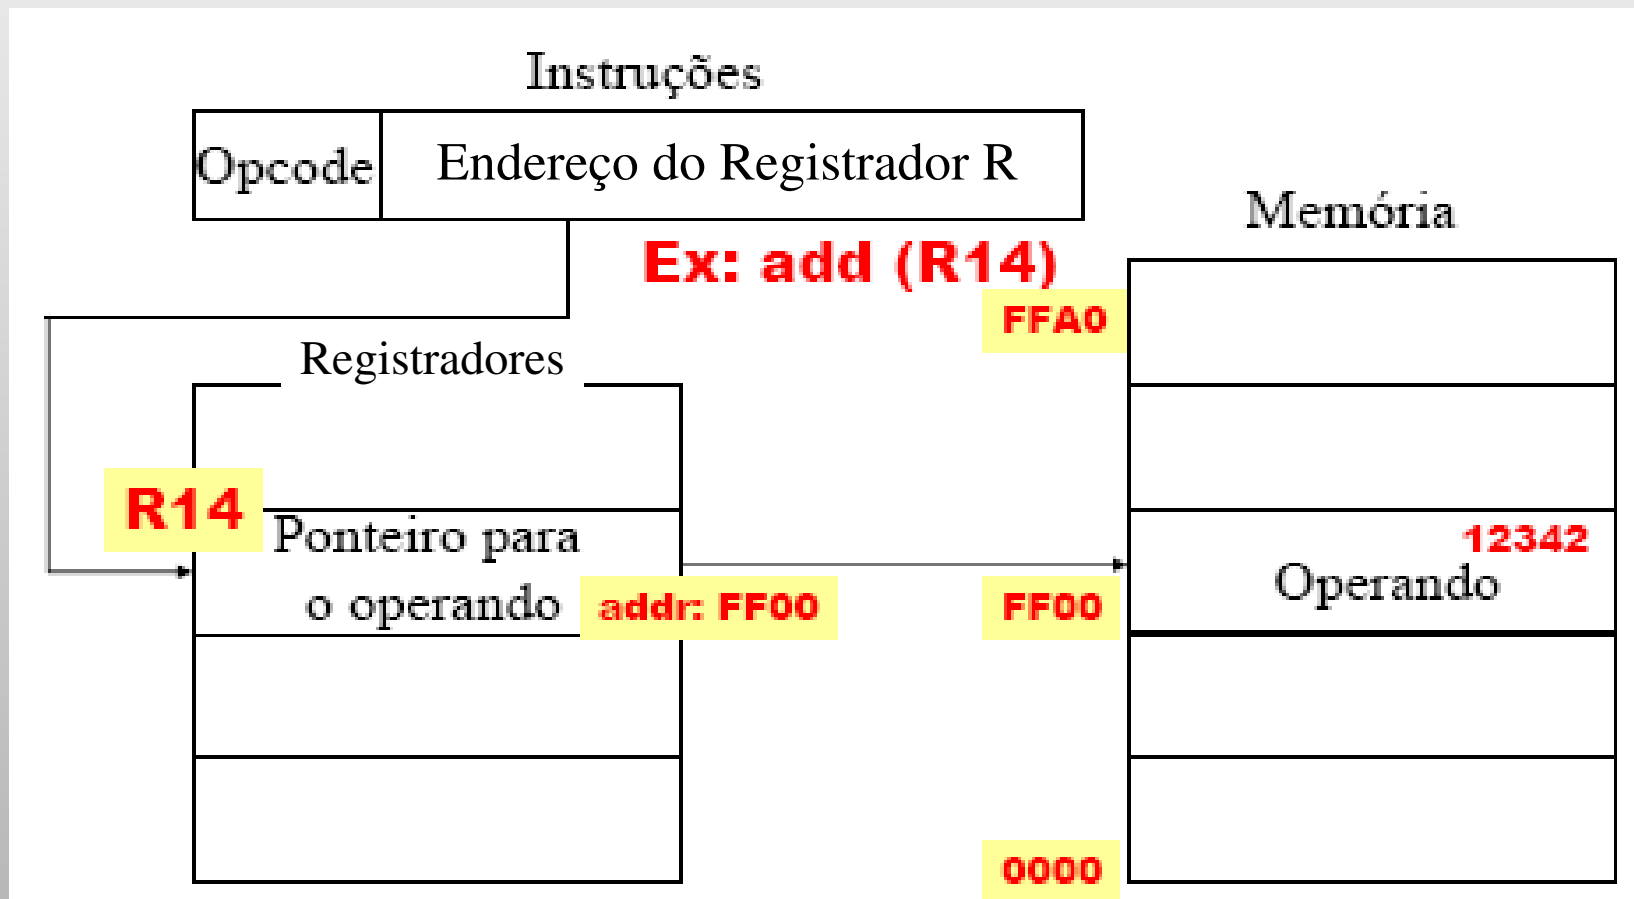 Instruções
Opcode
Endereço do Registrador R
Memória
Ex: add (R14)
FFA0
Registradores
R14
Ponteiro para
o operando
addr: FF00
FF00
12342
Operando
0000